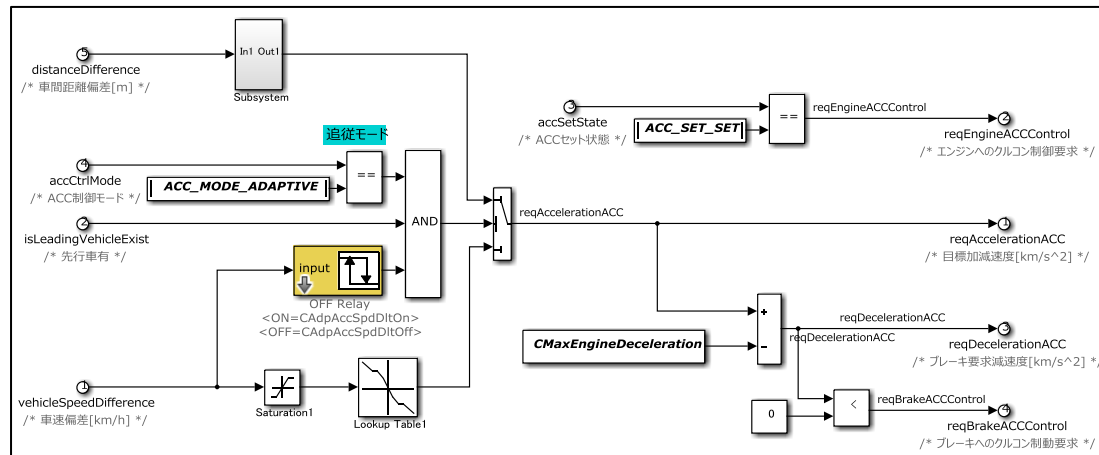 5
distanceDifference
/* 車間距離偏差[m] */
In1 Out1
Subsystem
追従モード
4
accCtrlMode
/* ACC制御モード */
ACC_MODE_ADAPTIVE
==
2
isLeadingVehicleExist
/* 先行車有 */
AND
input
OFF Relay
<ON=CAdpAccSpdDltOn>
<OFF=CAdpAccSpdDltOff>
1
vehicleSpeedDifference
/* 車速偏差[km/h] */
Saturation1
Lookup Table1
3
accSetState
/* ACCセット状態 */
ACC_SET_SET
==
reqEngineACCControl
2
reqEngineACCControl
/* エンジンへのクルコン制御要求 */
reqAccelerationACC
1
reqAccelerationACC
/* 目標加減速度[km/s^2] */
CMaxEngineDeceleration
+
−
reqDecelerationACC
reqDecelerationACC
3
reqDecelerationACC
/* ブレーキ要求減速度[km/s^2] */
0
<
reqBrakeACCControl
4
reqBrakeACCControl
/* ブレーキへのクルコン制動要求 */